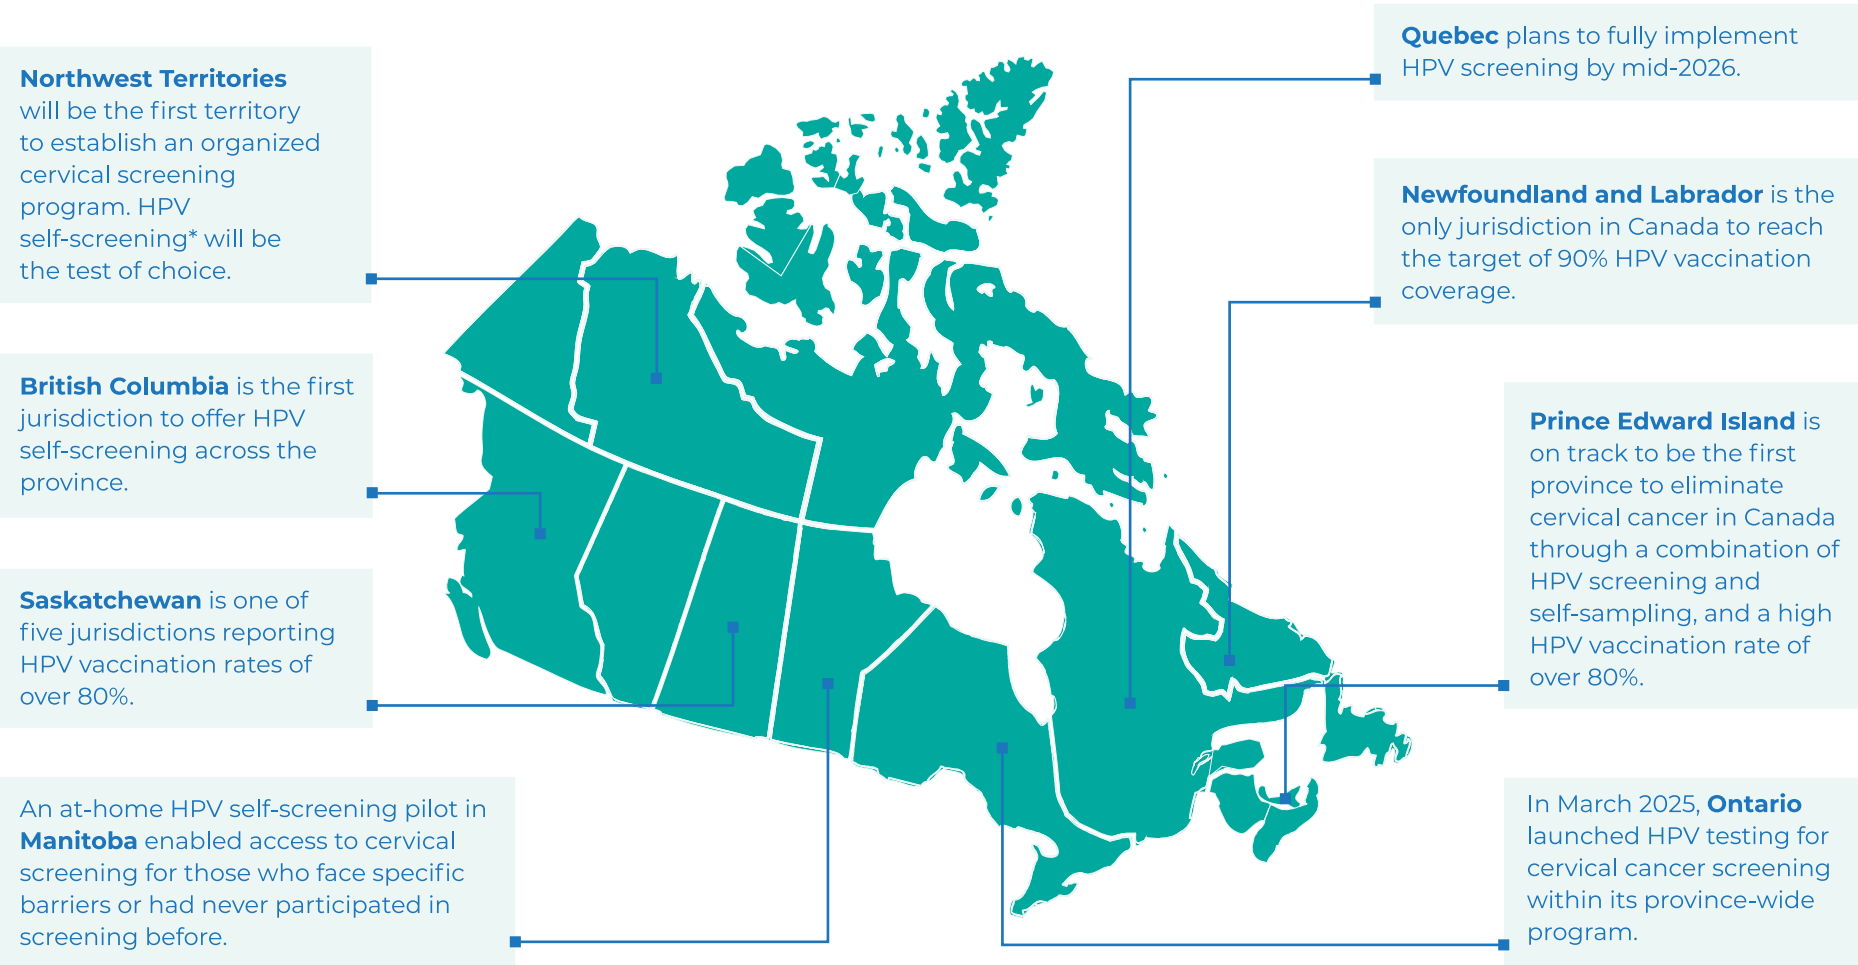 Northwest Territories
will be the first territory
to establish an organized
cervical screening
program. HPV
self-screening* will be
the test of choice.
British Columbia is the first
jurisdiction to offer HPV
self-screening across the
province.
Saskatchewan is one of
five jurisdictions reporting
HPV vaccination rates of
over 80%.
An at-home HPV self-screening pilot in
Manitoba enabled access to cervical
screening for those who face specific
barriers or had never participated in
screening before.
Quebec plans to fully implement
HPV screening by mid-2026.
Newfoundland and Labrador is the
only jurisdiction in Canada to reach
the target of 90% HPV vaccination
coverage.
Prince Edward Island is
on track to be the first
province to eliminate
cervical cancer in Canada
through a combination of
HPV screening and
self-sampling, and a high
HPV vaccination rate of
over 80%.
In March 2025, Ontario
launched HPV testing for
cervical cancer screening
within its province-wide
program.